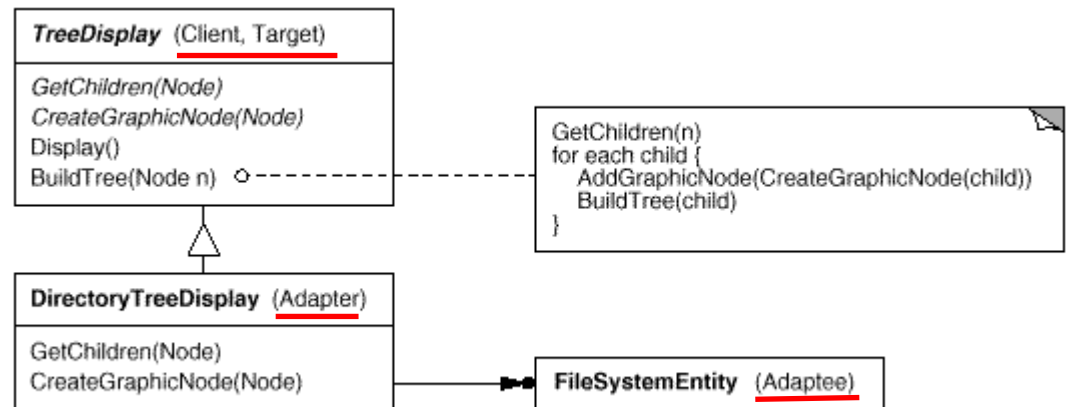 TreeDisplay (Client, Target)
GetChildren(Node)
CreateGraphicNode(Node)
Display()
BuildTree(Node n)
GetChildren(n)
for each child {
AddGraphicNode(CreateGraphicNode(child))
BuildTree(child)
}
DirectoryTreeDisplay (Adapter)
GetChildren(Node)
CreateGraphicNode(Node)
FileSystemEntity (Adaptee)